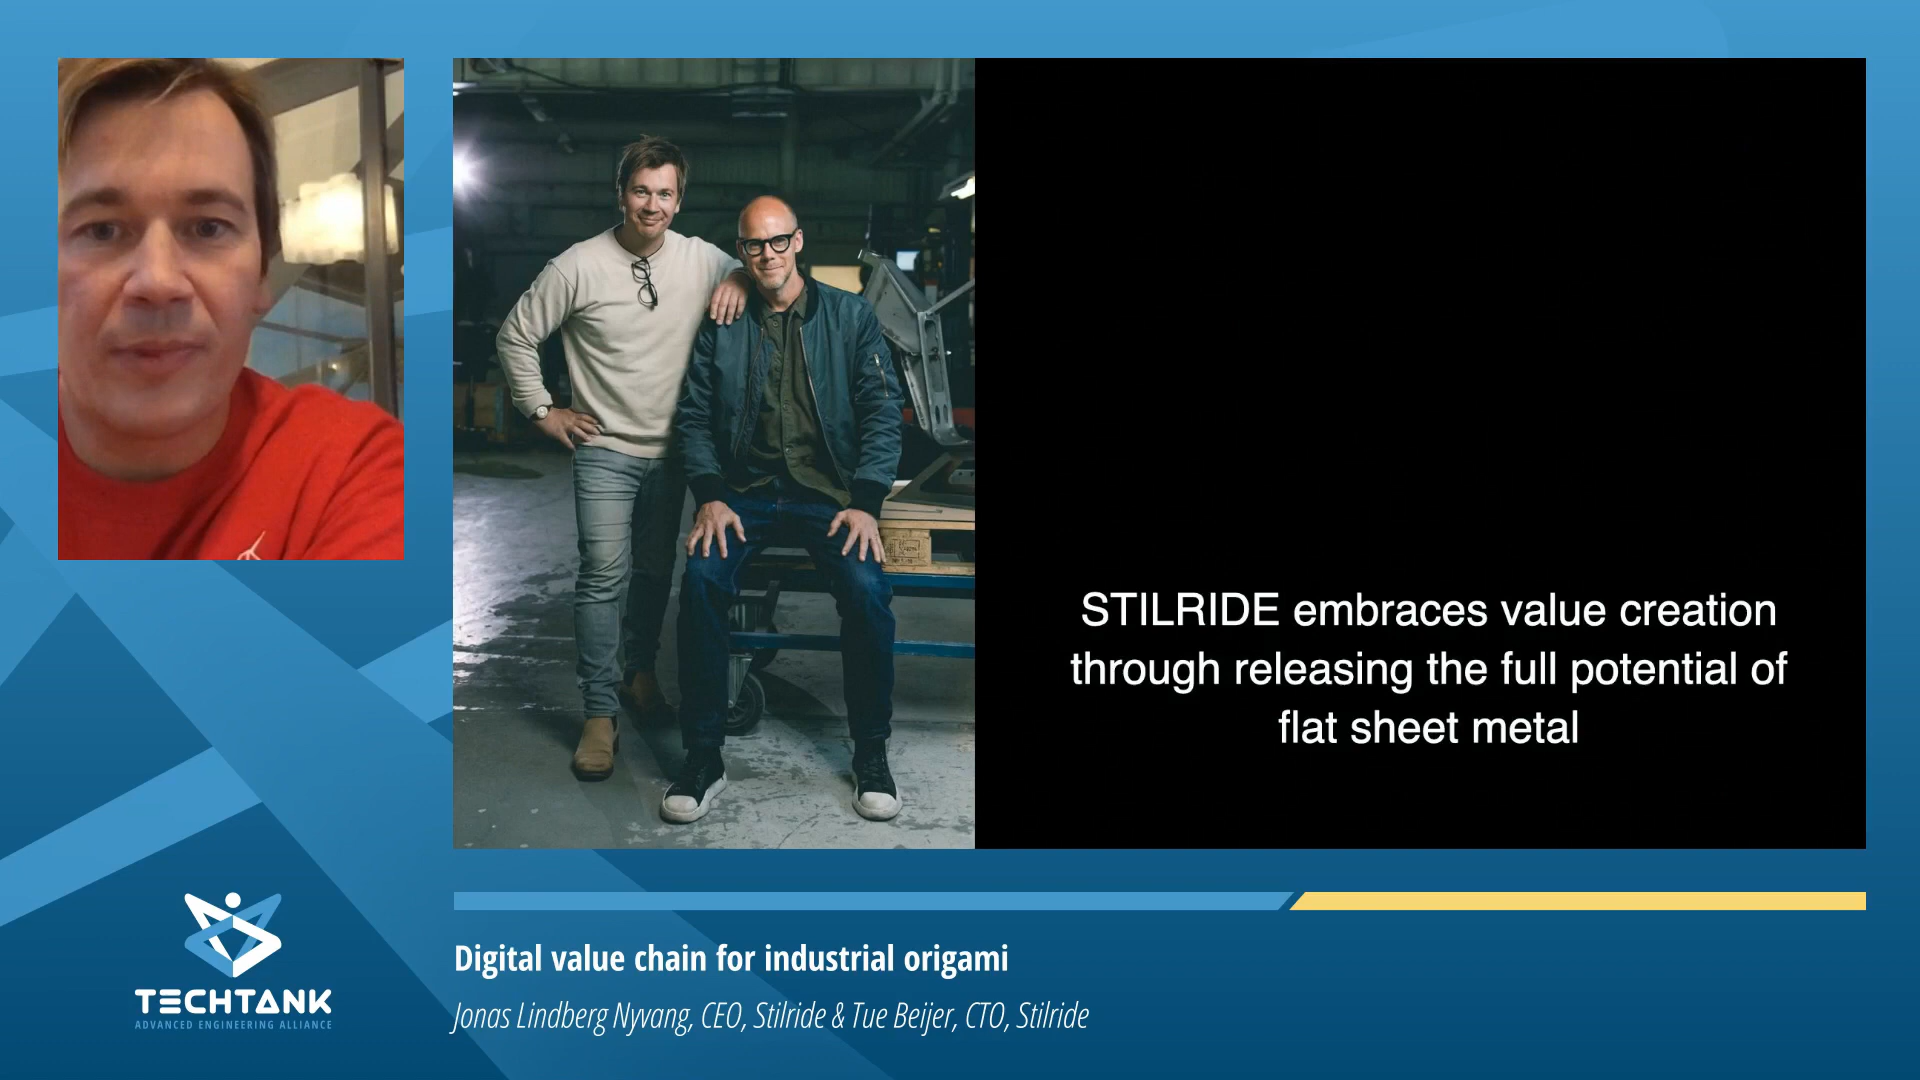 STILRIDE embraces value creation
through releasing the full potential of
flat sheet metal
TECHTANK
ADVANCED ENGINEERING ALLIANCE
Digital value chain for industrial origami
Jonas Lindberg Nyvang, CEO, Stilride & Tue Beijer, CTO, Stilride